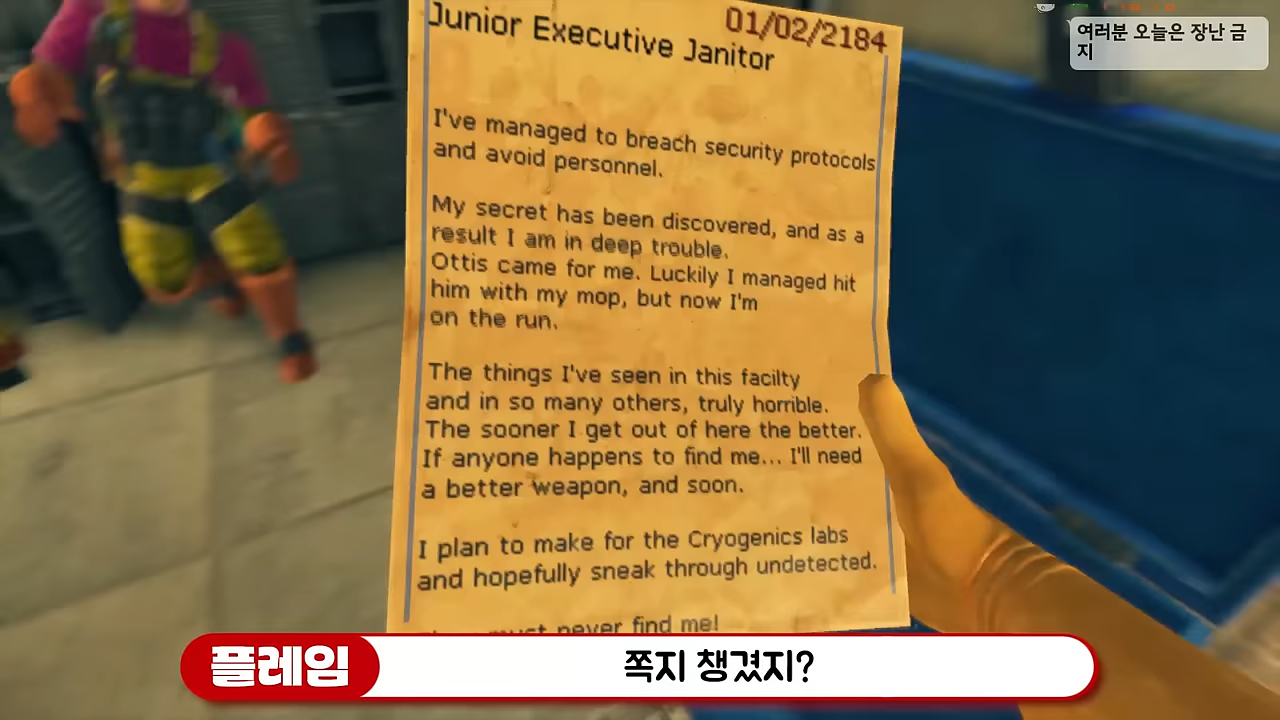 Junior Executive Janitor
01/02/2184
여러분 오늘은 장난 금
지
I've managed to breach security protocols
and avoid personnel.
My secret has been discovered, and as a
result I am in deep trouble.
Ottis came for me. Luckily I managed hit
him with my mop, but now I'm
on the run.
The things I've seen in this facilty
and in so many others, truly horrible.
The sooner I get out of here the better.
If anyone happens to find me... I'll need
a better weapon, and soon.
I plan to make for the Cryogenics labs
and hopefully sneak through undetected.
must never find me!
플레임
쪽지 챙겼지?